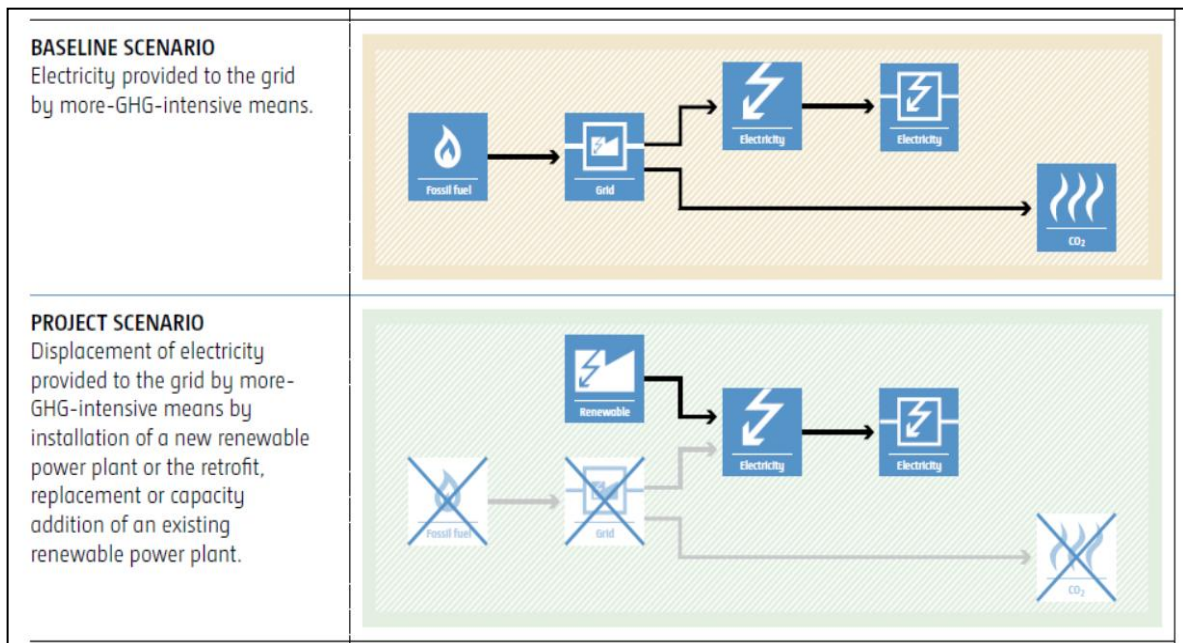 BASELINE SCENARIO
Electricity provided to the grid
by more-GHG-intensive means.
Fossil fuel
Grid
Electricity
Electricity
CO₂
PROJECT SCENARIO
Displacement of electricity
provided to the grid by more-
GHG-intensive means by
installation of a new renewable
power plant or the retrofit,
replacement or capacity
addition of an existing
renewable power plant.
Renewable
Fossil fuel
Grid
Electricity
Electricity
CO₂